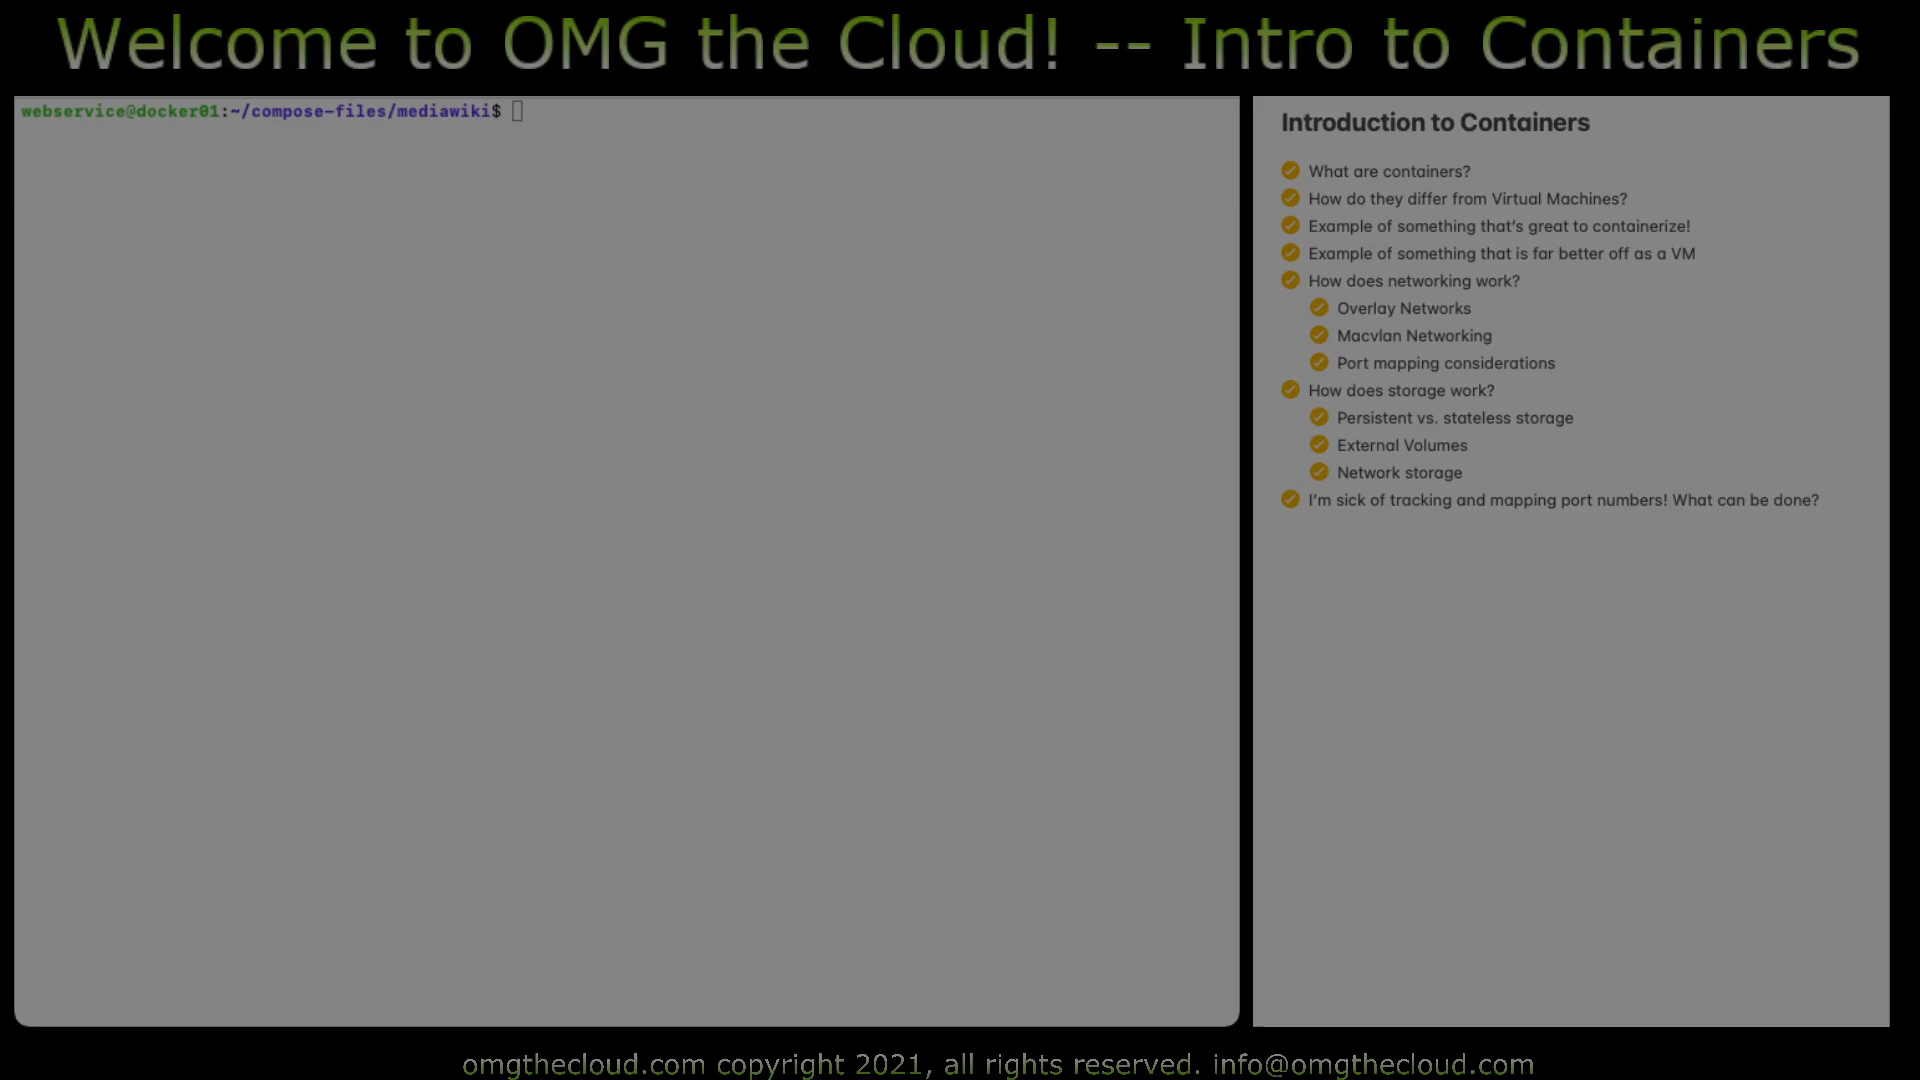 Welcome to OMG the Cloud! -- Intro to Containers
webservice@docker01:~/compose-files/mediawiki$
Introduction to Containers
What are containers?
How do they differ from Virtual Machines?
Example of something that's great to containerize!
Example of something that is far better off as a VM
How does networking work?
Overlay Networks
Macvlan Networking
Port mapping considerations
How does storage work?
Persistent vs. stateless storage
External Volumes
Network storage
I'm sick of tracking and mapping port numbers! What can be done?
omgthecloud.com copyright 2021, all rights reserved. info@omgthecloud.com